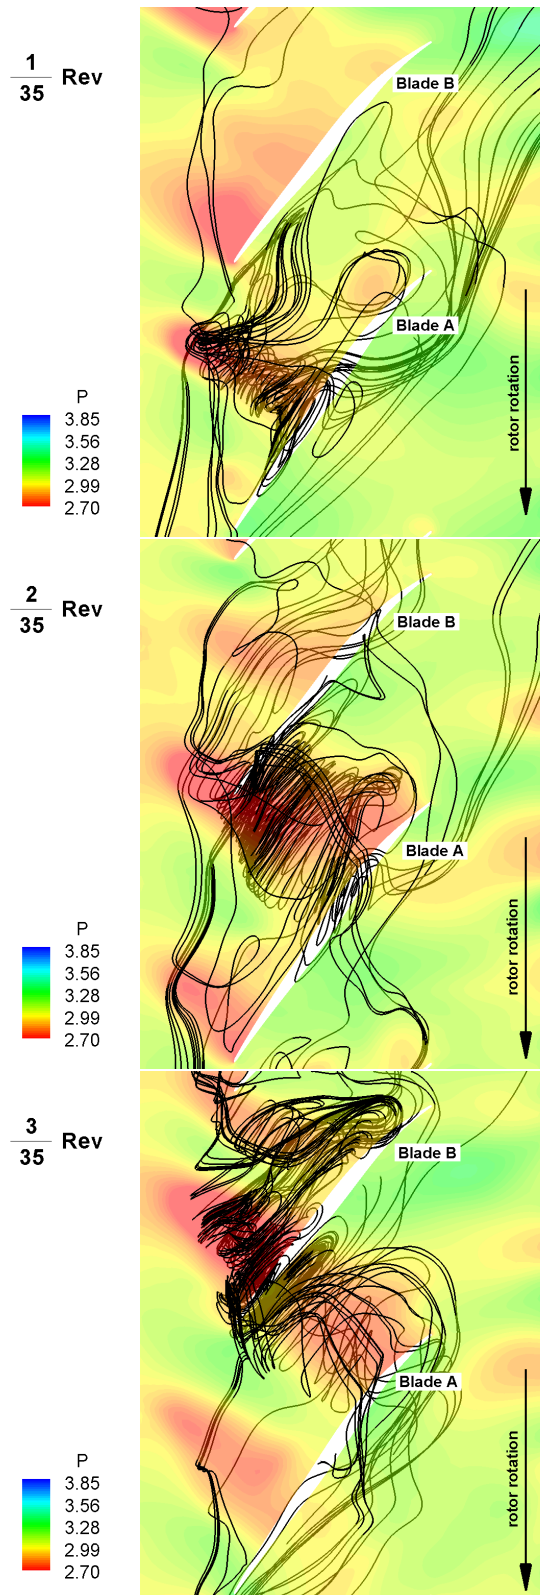 1
35 Rev
Blade B
Blade A
rotor rotation
P
3.85
3.56
3.28
2.99
2.70
2
35 Rev
Blade B
Blade A
rotor rotation
P
3.85
3.56
3.28
2.99
2.70
3
35 Rev
Blade B
Blade A
rotor rotation
P
3.85
3.56
3.28
2.99
2.70